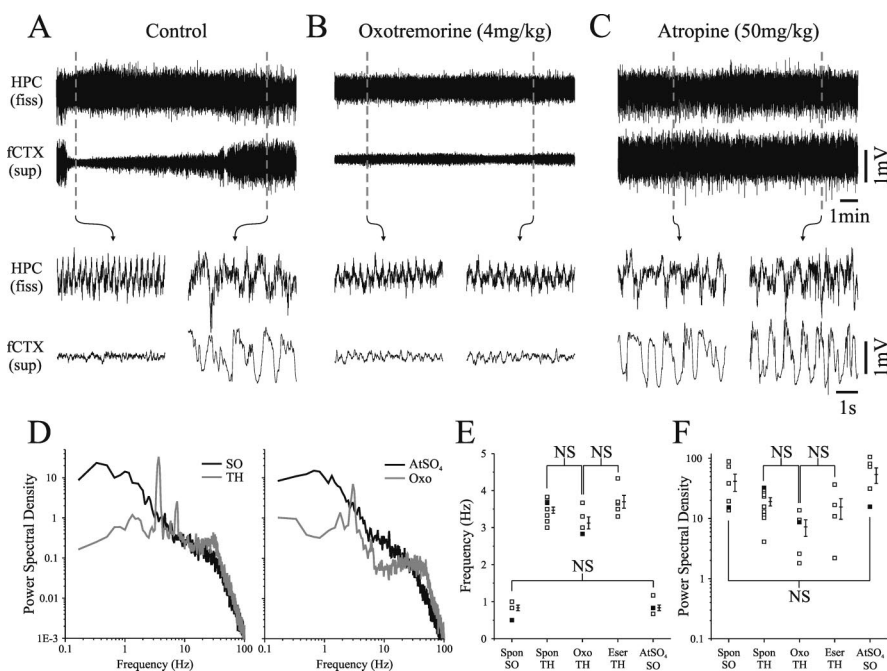 A
Control
B
Oxotremorine (4mg/kg)
C
Atropine (50mg/kg)
HPC
(fiss)
fCTX
(sup)
1mV
1min
HPC
(fiss)
fCTX
(sup)
1mV
1s
D
Power Spectral Density
100
10
1
0.1
0.01
1E-3
SO
TH
0.1
1
10
100
Frequency (Hz)
AtSO₄
Oxo
0.1
1
10
100
Frequency (Hz)
E
Frequency (Hz)
5
4
3
2
1
0
NS
NS
NS
Spon
SO
Spon
TH
Oxo
TH
Eser
TH
AtSO₄
SO
F
Power Spectral Density
100
10
1
0.1
NS
NS
NS
Spon
SO
Spon
TH
Oxo
TH
Eser
TH
AtSO₄
SO